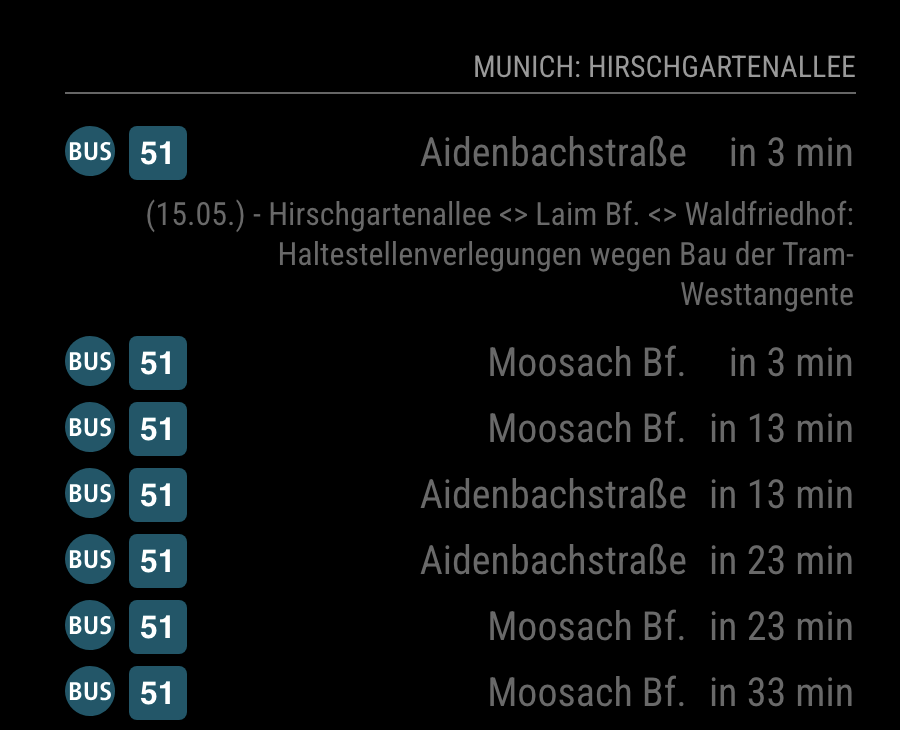 MUNICH: HIRSCHGARTENALLEE
BUS 51 Aidenbachstraße in 3 min
(15.05.) - Hirschgartenallee <> Laim Bf. <> Waldfriedhof:
Haltestellenverlegungen wegen Bau der Tram-
Westtangente
BUS 51 Moosach Bf. in 3 min
BUS 51 Moosach Bf. in 13 min
BUS 51 Aidenbachstraße in 13 min
BUS 51 Aidenbachstraße in 23 min
BUS 51 Moosach Bf. in 23 min
BUS 51 Moosach Bf. in 33 min